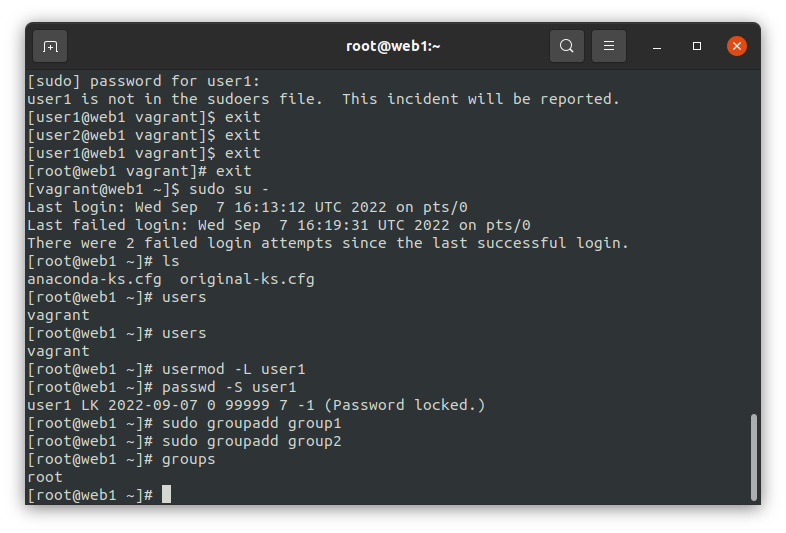 root@web1:~
[sudo] password for user1:
user1 is not in the sudoers file.  This incident will be reported.
[user1@web1 vagrant]$ exit
[user2@web1 vagrant]$ exit
[user1@web1 vagrant]$ exit
[root@web1 vagrant]# exit
[vagrant@web1 ~]$ sudo su -
Last login: Wed Sep  7 16:13:12 UTC 2022 on pts/0
Last failed login: Wed Sep  7 16:19:31 UTC 2022 on pts/0
There were 2 failed login attempts since the last successful login.
[root@web1 ~]# ls
anaconda-ks.cfg  original-ks.cfg
[root@web1 ~]# users
vagrant
[root@web1 ~]# users
vagrant
[root@web1 ~]# usermod -L user1
[root@web1 ~]# passwd -S user1
user1 LK 2022-09-07 0 99999 7 -1 (Password locked.)
[root@web1 ~]# sudo groupadd group1
[root@web1 ~]# sudo groupadd group2
[root@web1 ~]# groups
root
[root@web1 ~]#